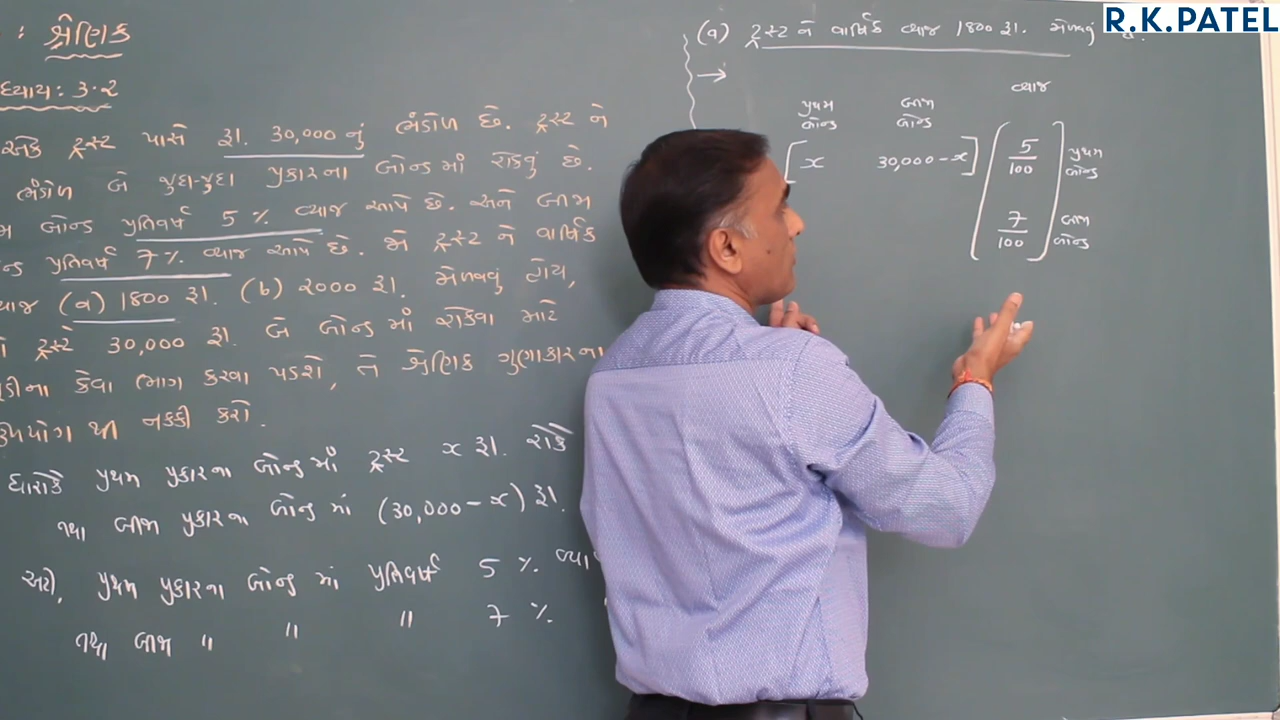 : શ્રેણિક
ધ્યાય: 3.2
એક ટ્રસ્ટ પાસે રૂા. 30,000 નું ભંડોળ છે. ટ્રસ્ટ ને
ભંડોળ બે જુદા-જુદા પ્રકારના બોન્ડ માં રોકવું છે.
મ બોન્ડ પ્રતિવર્ષ 5 % વ્યાજ આપે છે. અને બીજા
ન્ડ પ્રતિવર્ષ 7 % વ્યાજ આપે છે. જો ટ્રસ્ટ ને વાર્ષિક
યાજ (a) 1800 રૂા. (b) 2000 રૂા. મેળવવું હોય,
ટ્રસ્ટે 30,000 રૂા. બે બોન્ડ માં રોકવા માટે
ડીના કેવા ભાગ કરવા પડશે, તે શ્રેણિક ગુણાકારના
ઉપયોગ થી નક્કી કરો.
ધારોકે પ્રથમ પ્રકારના બોન્ડ માં ટ્રસ્ટ x રૂા. રોકે
તથા બીજા પ્રકારના બોન્ડ માં (30,000 – x) રૂા.
અહીં, પ્રથમ પ્રકારના બોન્ડ માં પ્રતિવર્ષ 5 % વ્યા
તથા બીજા " " " 7 %
(a) ટ્રસ્ટ ને વાર્ષિક વ્યાજ 1800 રૂા. મેળવવું
→
વ્યાજ
પ્રથમ બીજા
બોન્ડ બોન્ડ
[ x 30,000 – x ] [ 5/100 પ્રથમ બોન્ડ
7/100 ] બીજા બોન્ડ
R.K.PATEL